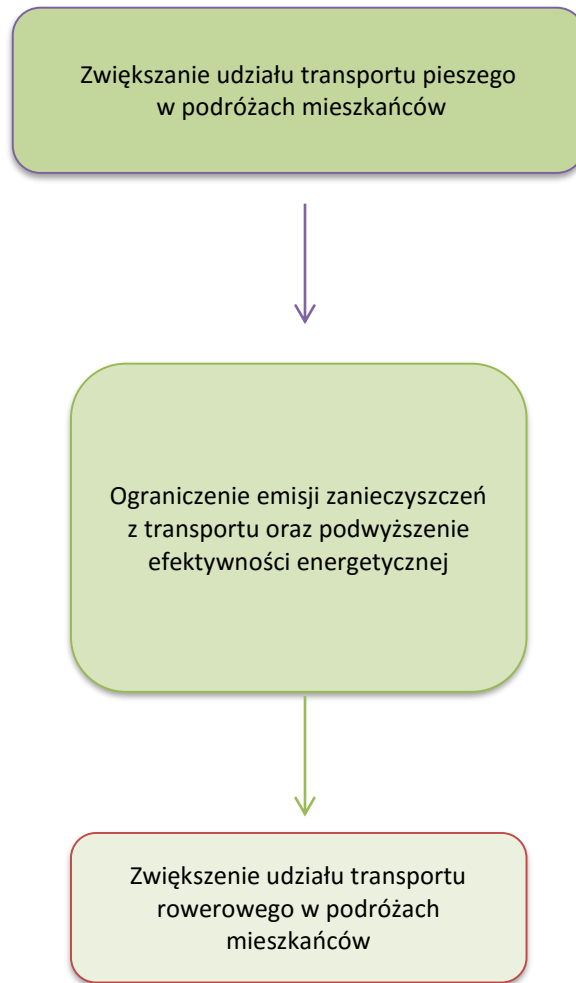 Zwiększanie udziału transportu pieszego
w podróżach mieszkańców
Ograniczenie emisji zanieczyszczeń
z transportu oraz podwyższenie
efektywności energetycznej
Zwiększenie udziału transportu
rowerowego w podróżach
mieszkańców